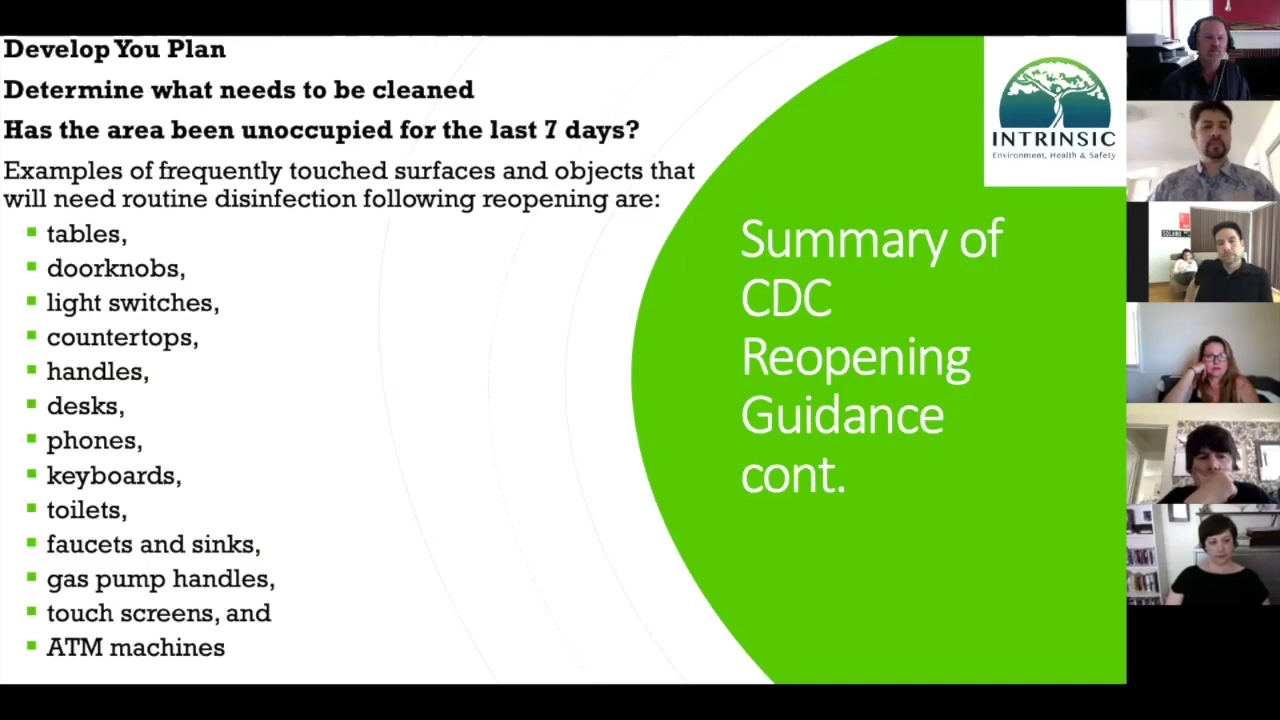 Develop You Plan
Determine what needs to be cleaned
Has the area been unoccupied for the last 7 days?
Examples of frequently touched surfaces and objects that
will need routine disinfection following reopening are:
tables,
doorknobs,
light switches,
countertops,
handles,
desks,
phones,
keyboards,
toilets,
faucets and sinks,
gas pump handles,
touch screens, and
ATM machines
Summary of
CDC
Reopening
Guidance
cont.
INTRINSIC
Environment, Health & Safety